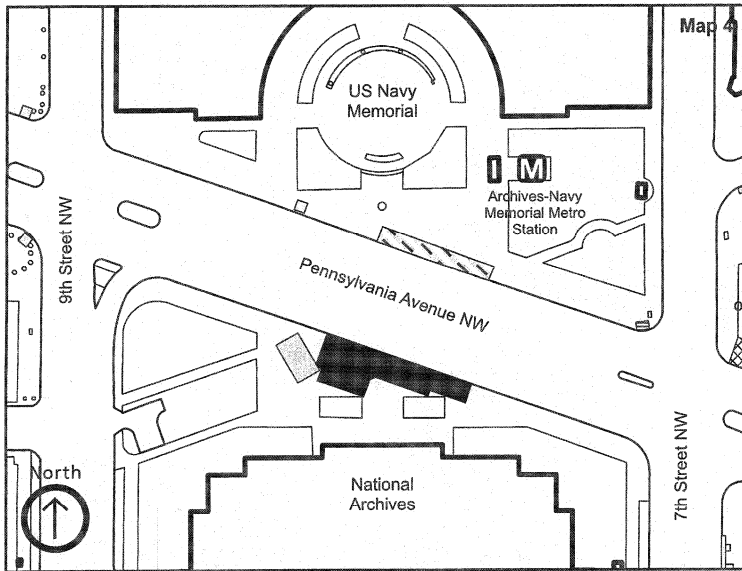 Map 4
US Navy
Memorial
I
M
Archives-Navy
Memorial Metro
Station
9th Street NW
Pennsylvania Avenue NW
7th Street NW
North
National
Archives